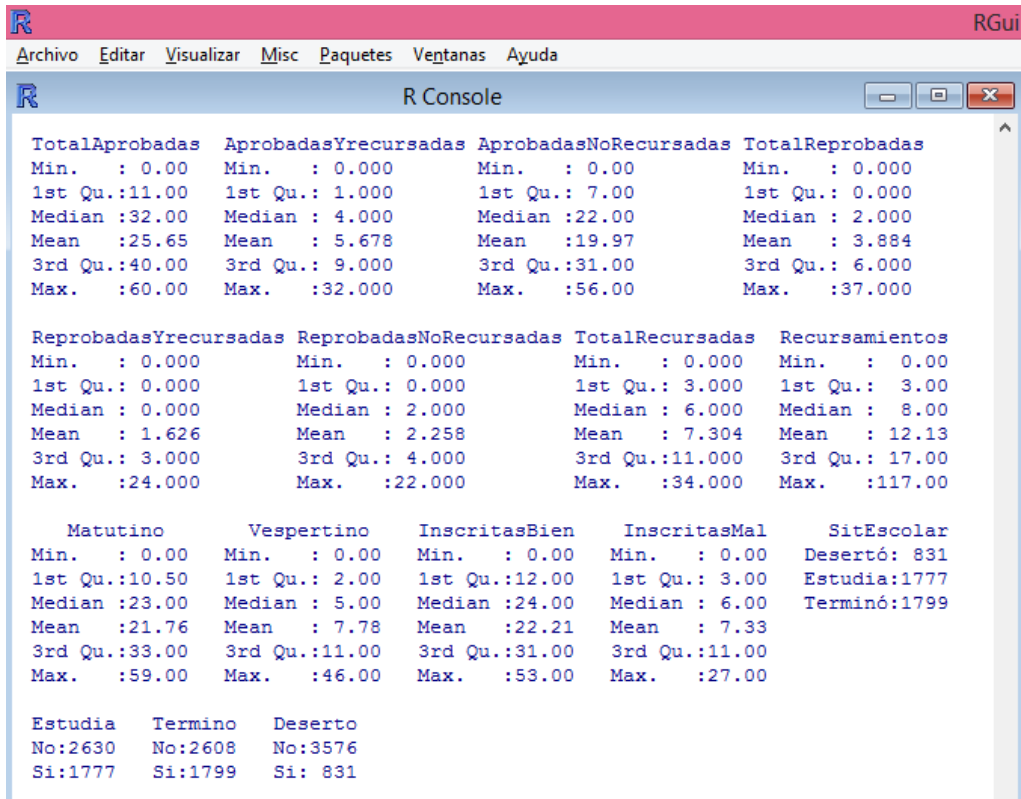 R RGui
Archivo Editar Visualizar Misc Paquetes Ventanas Ayuda
R R Console
TotalAprobadas AprobadasYrecursadas AprobadasNoRecursadas TotalReprobadas
Min. : 0.00 Min. : 0.000 Min. : 0.00 Min. : 0.000
1st Qu.:11.00 1st Qu.: 1.000 1st Qu.: 7.00 1st Qu.: 0.000
Median :32.00 Median : 4.000 Median :22.00 Median : 2.000
Mean :25.65 Mean : 5.678 Mean :19.97 Mean : 3.884
3rd Qu.:40.00 3rd Qu.: 9.000 3rd Qu.:31.00 3rd Qu.: 6.000
Max. :60.00 Max. :32.000 Max. :56.00 Max. :37.000
ReprobadasYrecursadas ReprobadasNoRecursadas TotalRecursadas Recursamientos
Min. : 0.000 Min. : 0.000 Min. : 0.000 Min. : 0.00
1st Qu.: 0.000 1st Qu.: 0.000 1st Qu.: 3.000 1st Qu.: 3.00
Median : 0.000 Median : 2.000 Median : 6.000 Median : 8.00
Mean : 1.626 Mean : 2.258 Mean : 7.304 Mean : 12.13
3rd Qu.: 3.000 3rd Qu.: 4.000 3rd Qu.:11.000 3rd Qu.: 17.00
Max. :24.000 Max. :22.000 Max. :34.000 Max. :117.00
Matutino Vespertino InscritasBien InscritasMal SitEscolar
Min. : 0.00 Min. : 0.00 Min. : 0.00 Min. : 0.00 Desertó: 831
1st Qu.:10.50 1st Qu.: 2.00 1st Qu.:12.00 1st Qu.: 3.00 Estudia:1777
Median :23.00 Median : 5.00 Median :24.00 Median : 6.00 Terminó:1799
Mean :21.76 Mean : 7.78 Mean :22.21 Mean : 7.33
3rd Qu.:33.00 3rd Qu.:11.00 3rd Qu.:31.00 3rd Qu.:11.00
Max. :59.00 Max. :46.00 Max. :53.00 Max. :27.00
Estudia Termino Deserto
No:2630 No:2608 No:3576
Si:1777 Si:1799 Si: 831